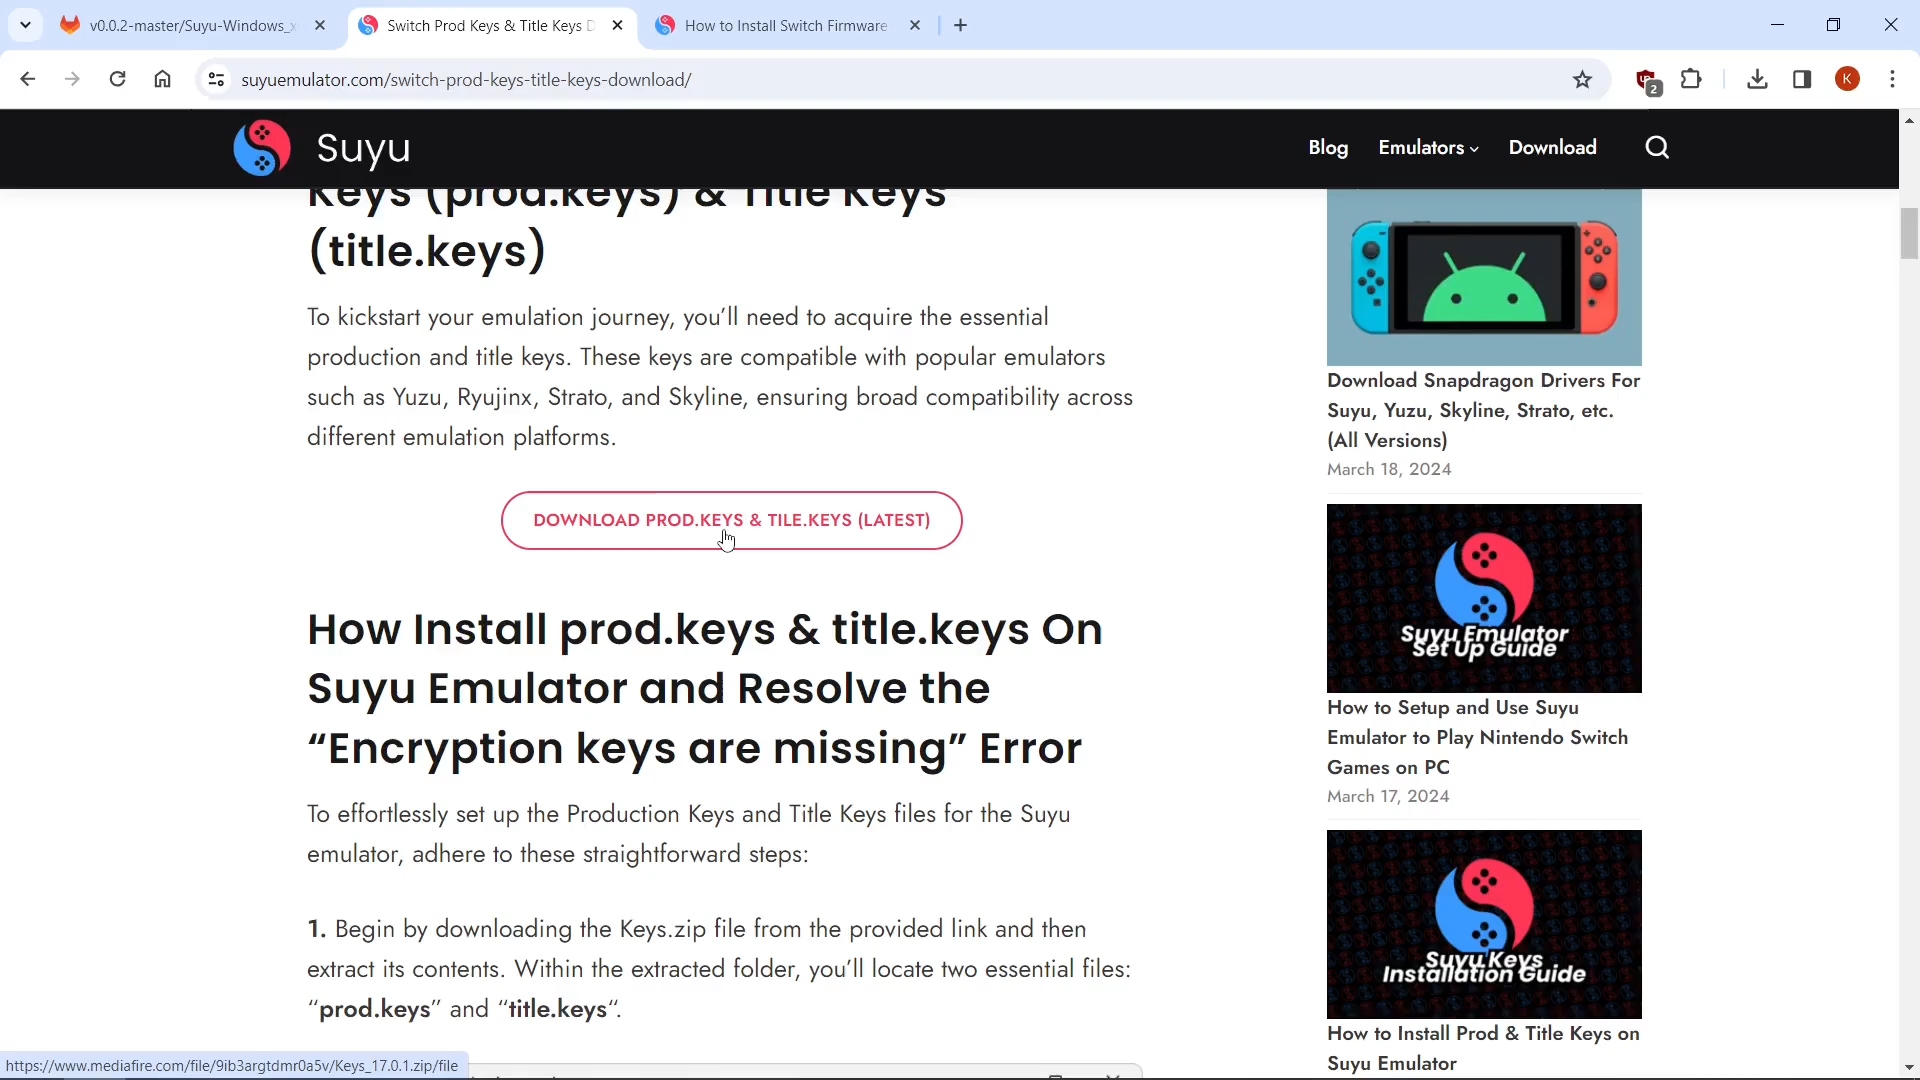 v0.0.2-master/Suyu-Windows_x
Switch Prod Keys & Title Keys D
How to Install Switch Firmware
suyuemulator.com/switch-prod-keys-title-keys-download/
2
K
Suyu
Blog
Emulators
Download
Keys (prod.keys) & Title Keys
(title.keys)
To kickstart your emulation journey, you’ll need to acquire the essential
production and title keys. These keys are compatible with popular emulators
such as Yuzu, Ryujinx, Strato, and Skyline, ensuring broad compatibility across
different emulation platforms.
DOWNLOAD PROD.KEYS & TILE.KEYS (LATEST)
How Install prod.keys & title.keys On
Suyu Emulator and Resolve the
“Encryption keys are missing” Error
To effortlessly set up the Production Keys and Title Keys files for the Suyu
emulator, adhere to these straightforward steps:
1. Begin by downloading the Keys.zip file from the provided link and then
extract its contents. Within the extracted folder, you’ll locate two essential files:
“prod.keys” and “title.keys“.
Download Snapdragon Drivers For
Suyu, Yuzu, Skyline, Strato, etc.
(All Versions)
March 18, 2024
Suyu Emulator
Set Up Guide
How to Setup and Use Suyu
Emulator to Play Nintendo Switch
Games on PC
March 17, 2024
Suyu Keys
Installation Guide
How to Install Prod & Title Keys on
Suyu Emulator
https://www.mediafire.com/file/9ib3argtdmr0a5v/Keys_17.0.1.zip/file